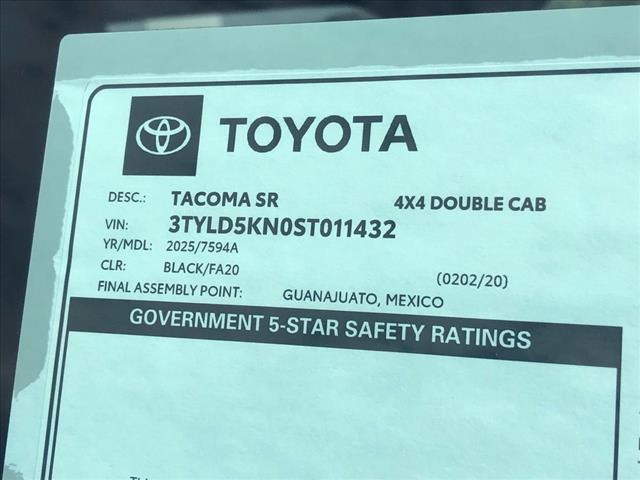 TOYOTA
DESC.: TACOMA SR 4X4 DOUBLE CAB
VIN: 3TYLD5KN0ST011432
YR/MDL: 2025/7594A
CLR: BLACK/FA20 (0202/20)
FINAL ASSEMBLY POINT: GUANAJUATO, MEXICO
GOVERNMENT 5-STAR SAFETY RATINGS